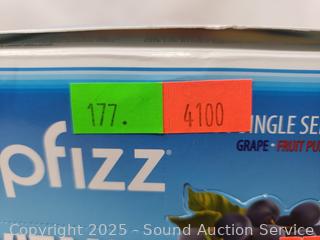 177. 4100
INGLE SE
pfizz®
GRAPE • FRUIT PU
Copyright 2025 - Sound Auction Service